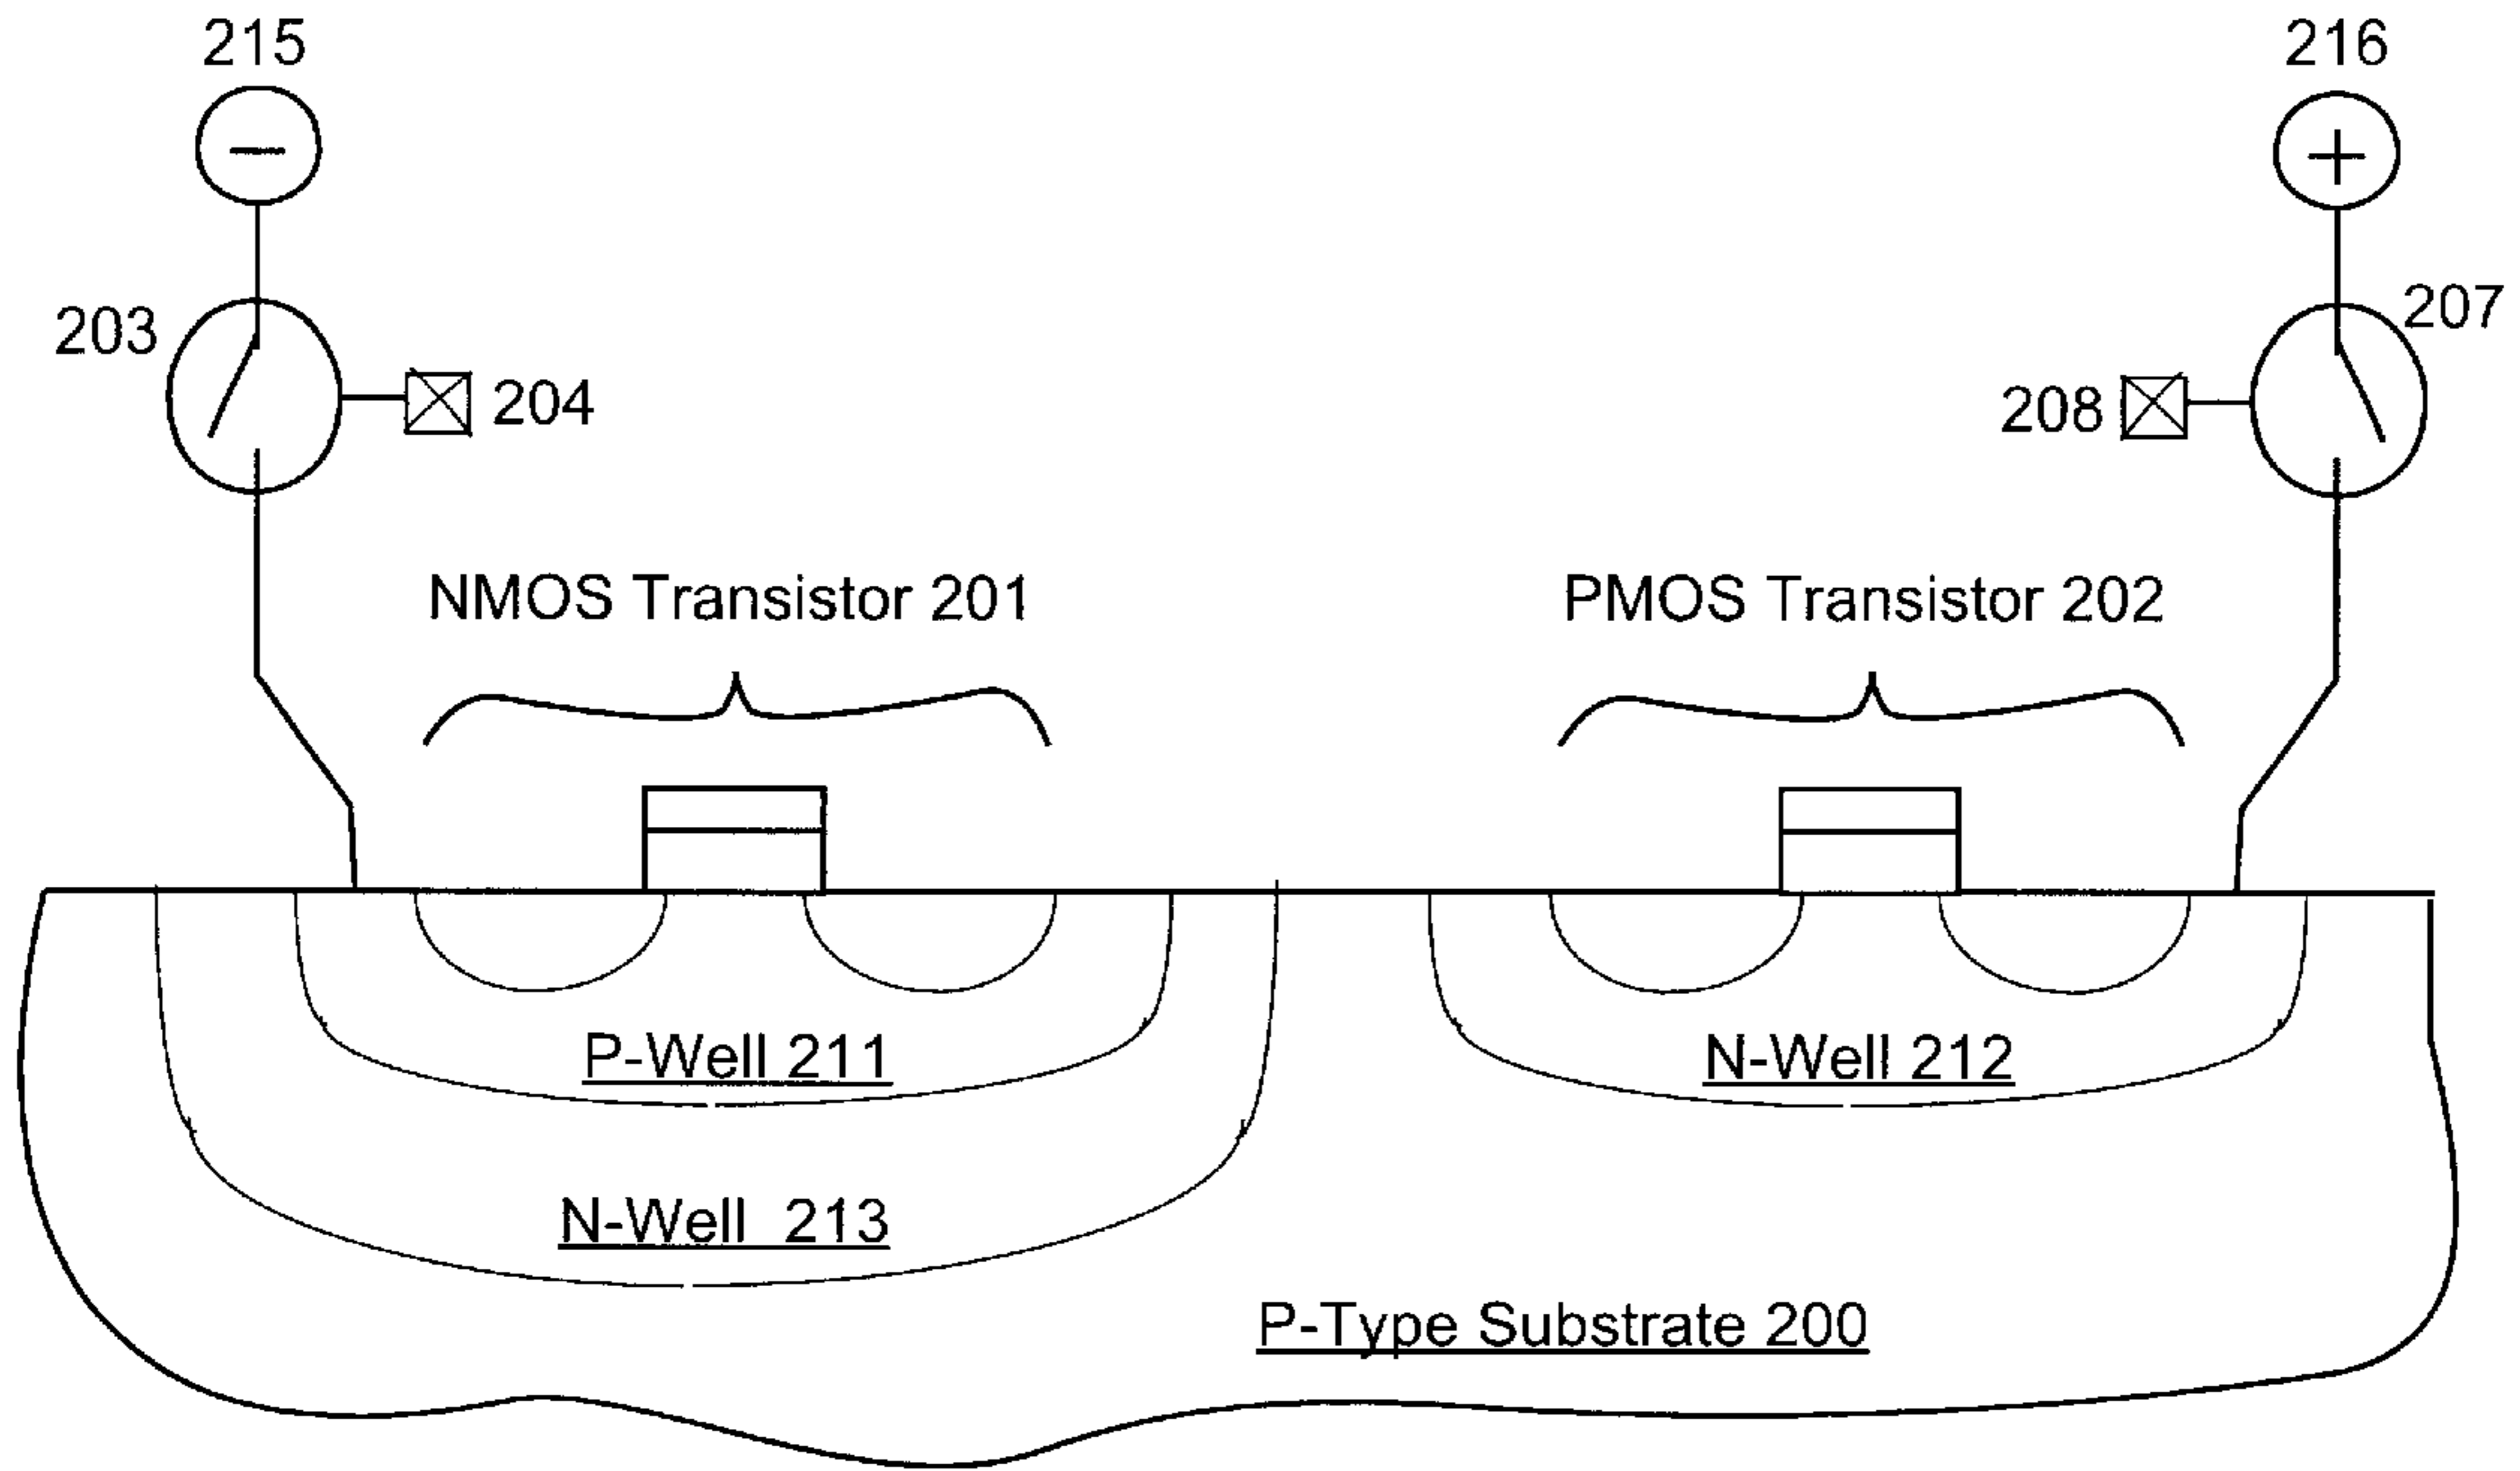 215
216
−
+
203
207
204
208
NMOS Transistor 201
PMOS Transistor 202
P-Well 211
N-Well 212
N-Well 213
P-Type Substrate 200